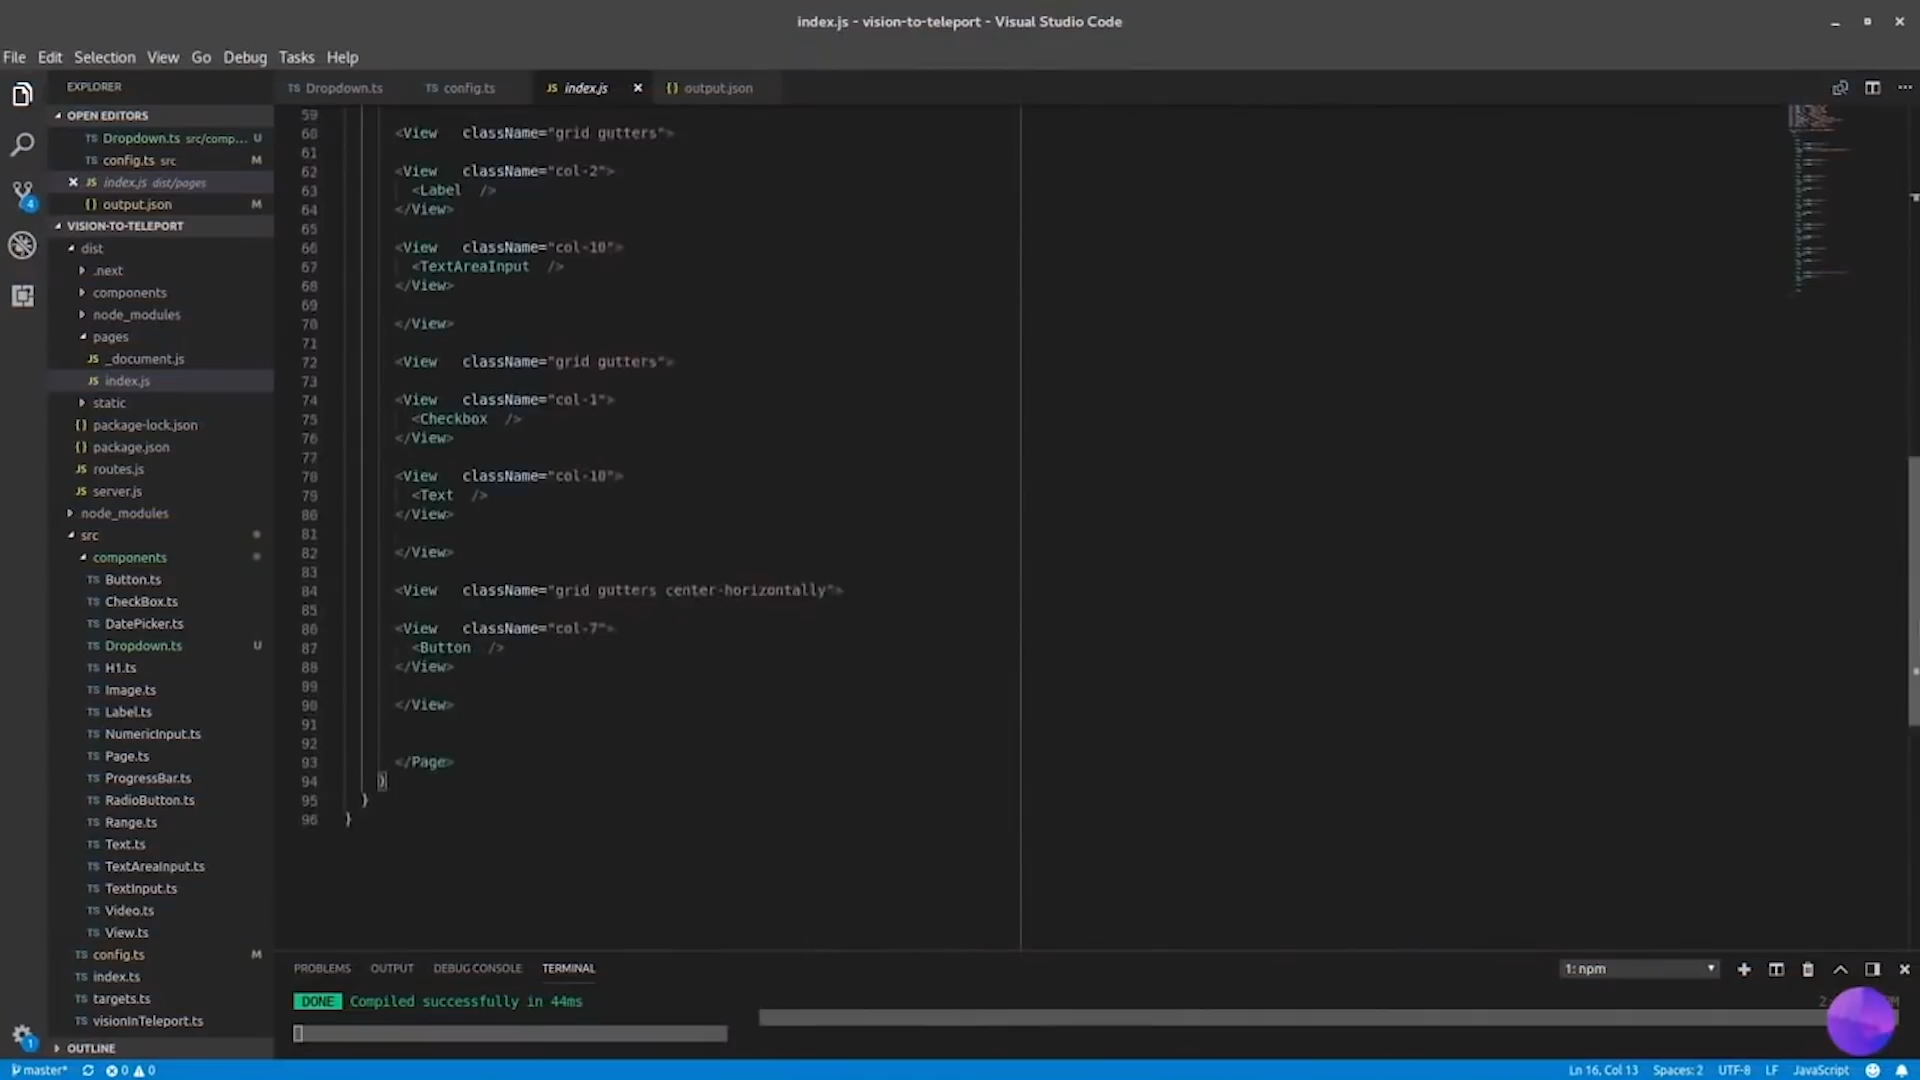 index.js - vision-to-teleport - Visual Studio Code
File Edit Selection View Go Debug Tasks Help
EXPLORER
OPEN EDITORS
TS Dropdown.ts src/comp... U
TS config.ts src M
JS index.js dist/pages
{} output.json M
4
VISION-TO-TELEPORT
dist
.next
components
node_modules
pages
JS _document.js
JS index.js
static
{} package-lock.json
{} package.json
JS routes.js
JS server.js
node_modules
src
components
TS Button.ts
TS CheckBox.ts
TS DatePicker.ts
TS Dropdown.ts U
TS H1.ts
TS Image.ts
TS Label.ts
TS NumericInput.ts
TS Page.ts
TS ProgressBar.ts
TS RadioButton.ts
TS Range.ts
TS Text.ts
TS TextAreaInput.ts
TS TextInput.ts
TS Video.ts
TS View.ts
TS config.ts M
TS index.ts
TS targets.ts
TS visionInTeleport.ts
1
OUTLINE
TS Dropdown.ts TS config.ts JS index.js {} output.json
59
60 <View className="grid gutters">
61
62 <View className="col-2">
63 <Label />
64 </View>
65
66 <View className="col-10">
67 <TextAreaInput />
68 </View>
69
70 </View>
71
72 <View className="grid gutters">
73
74 <View className="col-1">
75 <Checkbox />
76 </View>
77
78 <View className="col-10">
79 <Text />
80 </View>
81
82 </View>
83
84 <View className="grid gutters center-horizontally">
85
86 <View className="col-7">
87 <Button />
88 </View>
89
90 </View>
91
92
93 </Page>
94 )
95 }
96 }
PROBLEMS OUTPUT DEBUG CONSOLE TERMINAL
1: npm
DONE Compiled successfully in 44ms
master* 0 0
Ln 16, Col 13 Spaces: 2 UTF-8 LF JavaScript